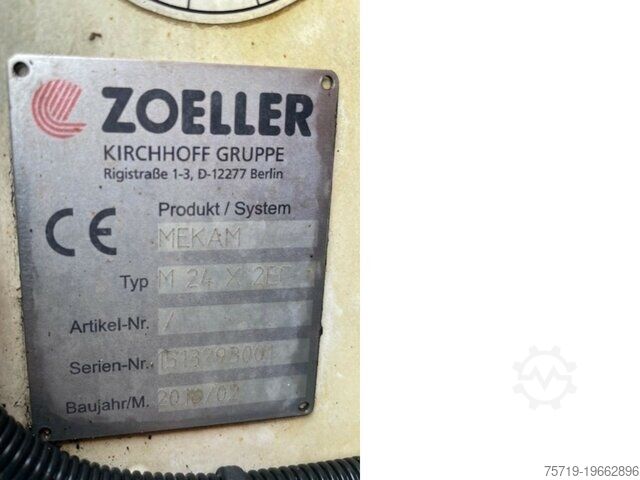 ZOELLER
KIRCHHOFF GRUPPE
Rigistraße 1-3, D-12277 Berlin
Produkt / System
CE
MEKAM
Typ M 24 X
Artikel-Nr. /
Serien-Nr.
Baujahr/M.
75719-19662896